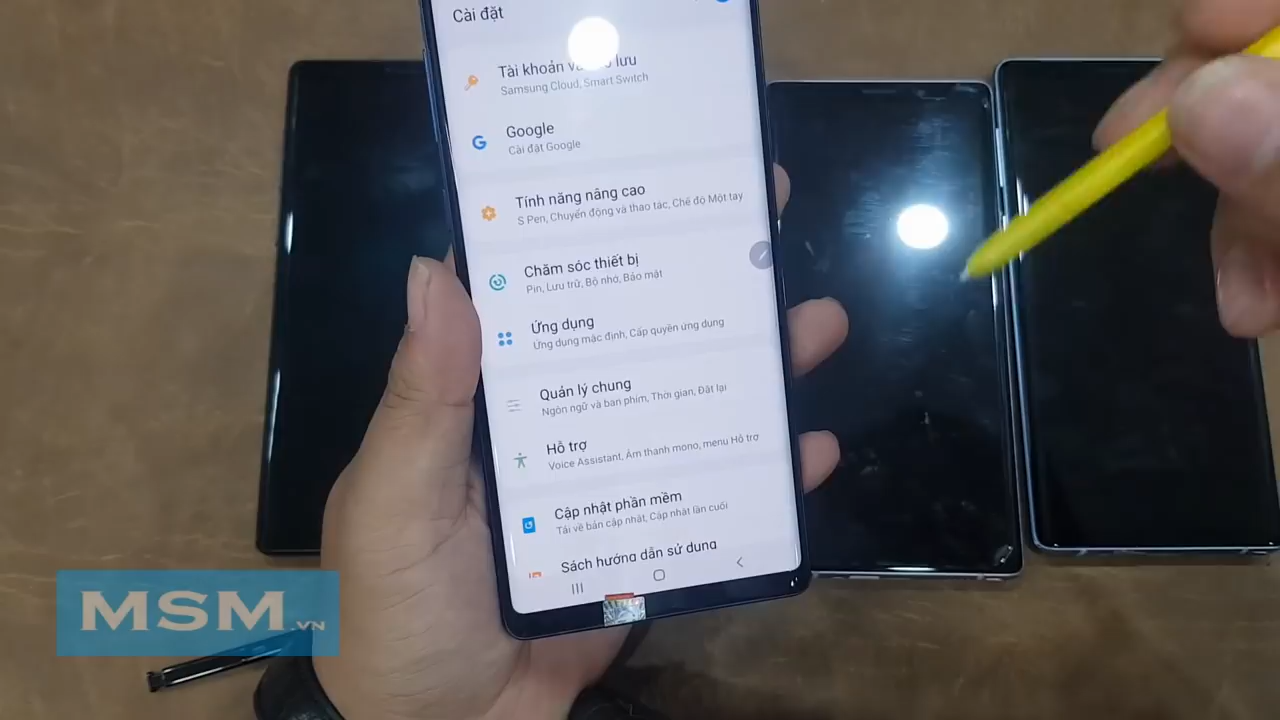 Cài đặt
Tài khoản và lưu
Samsung Cloud, Smart Switch
Google
Cài đặt Google
Tính năng nâng cao
S Pen, Chuyển động và thao tác, Chế độ Một tay
Chăm sóc thiết bị
Pin, Lưu trữ, Bộ nhớ, Bảo mật
Ứng dụng
Ứng dụng mặc định, Cấp quyền ứng dụng
Quản lý chung
Ngôn ngữ và bàn phím, Thời gian, Đặt lại
Hỗ trợ
Voice Assistant, Âm thanh mono, menu Hỗ trợ
Cập nhật phần mềm
Tải về bản cập nhật, Cập nhật lần cuối
Sách hướng dẫn sử dụng
MSM.VN